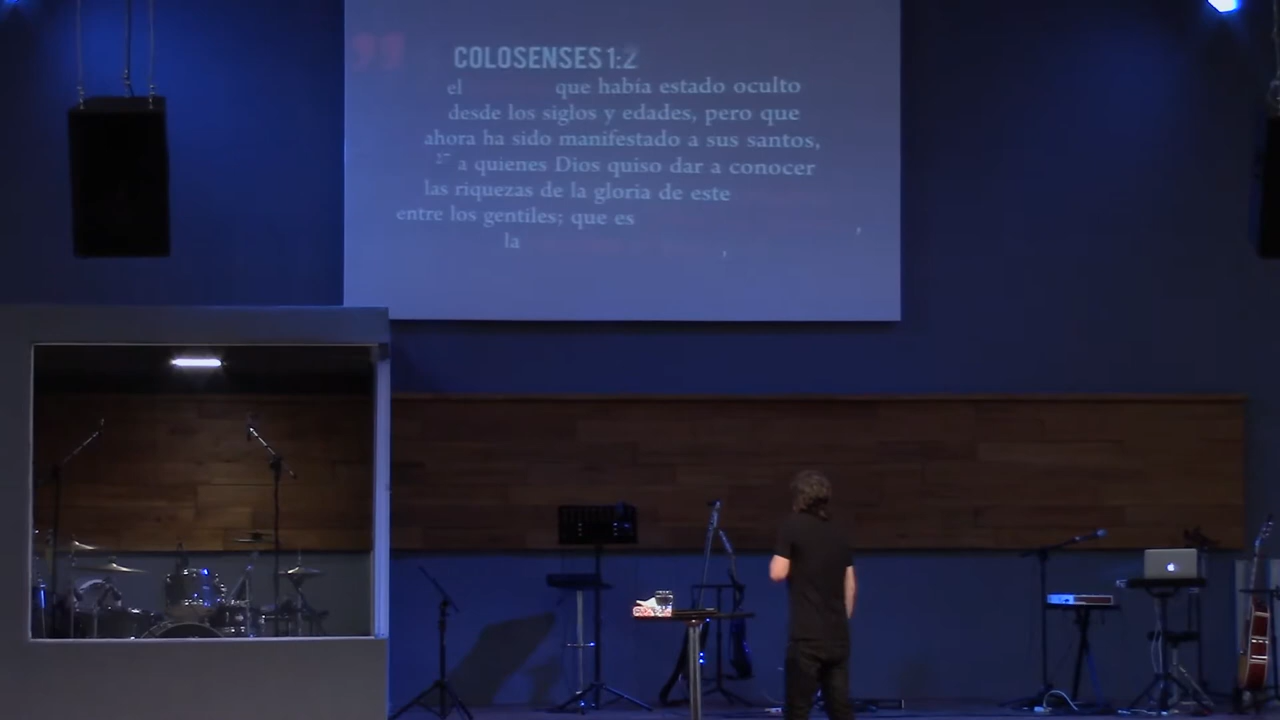 COLOSENSES 1:2
el que había estado oculto
desde los siglos y edades, pero que
ahora ha sido manifestado a sus santos,
27 a quienes Dios quiso dar a conocer
las riquezas de la gloria de este
entre los gentiles; que es ,
la ,